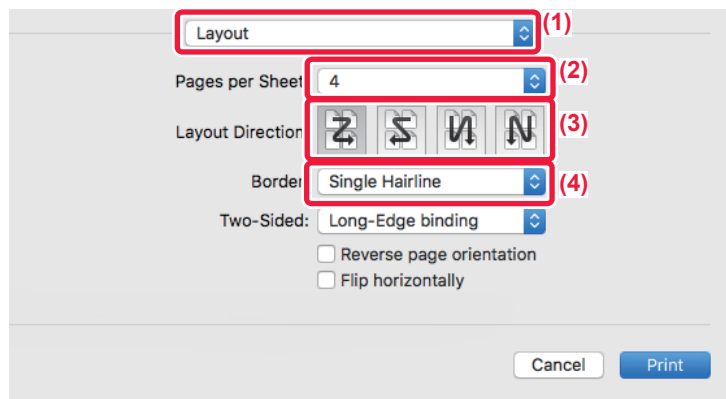 Layout (1)
Pages per Sheet 4 (2)
Layout Direction (3)
Border Single Hairline (4)
Two-Sided: Long-Edge binding
Reverse page orientation
Flip horizontally
Cancel Print